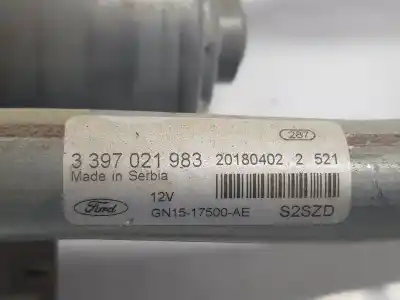 287
3 397 021 983 20180402 2 521
Made in Serbia
12V
Ford GN15-17500-AE S2SZD